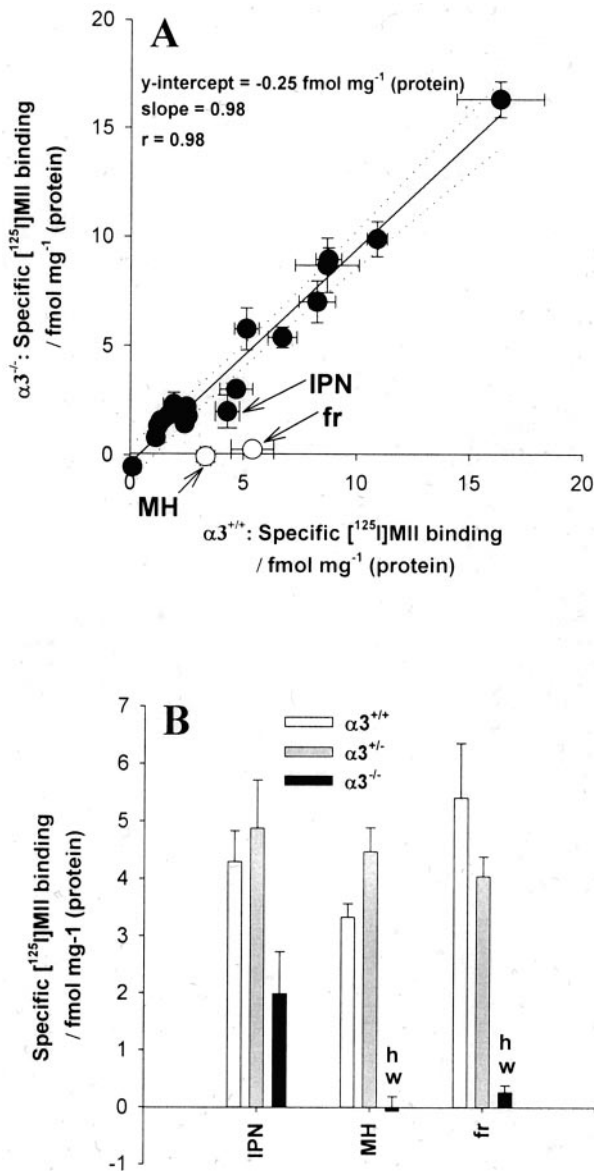 A
y-intercept = -0.25 fmol mg⁻¹ (protein)
slope = 0.98
r = 0.98
20
15
10
5
0
α3⁻/⁻: Specific [¹²⁵I]MII binding
/ fmol mg⁻¹ (protein)
IPN
fr
MH
0
5
10
15
20
α3⁺/⁺: Specific [¹²⁵I]MII binding
/ fmol mg⁻¹ (protein)
B
α3⁺/⁺
α3⁺/⁻
α3⁻/⁻
7
6
5
4
3
2
1
0
-1
Specific [¹²⁵I]MII binding
/ fmol mg-1 (protein)
h
w
h
w
IPN
MH
fr